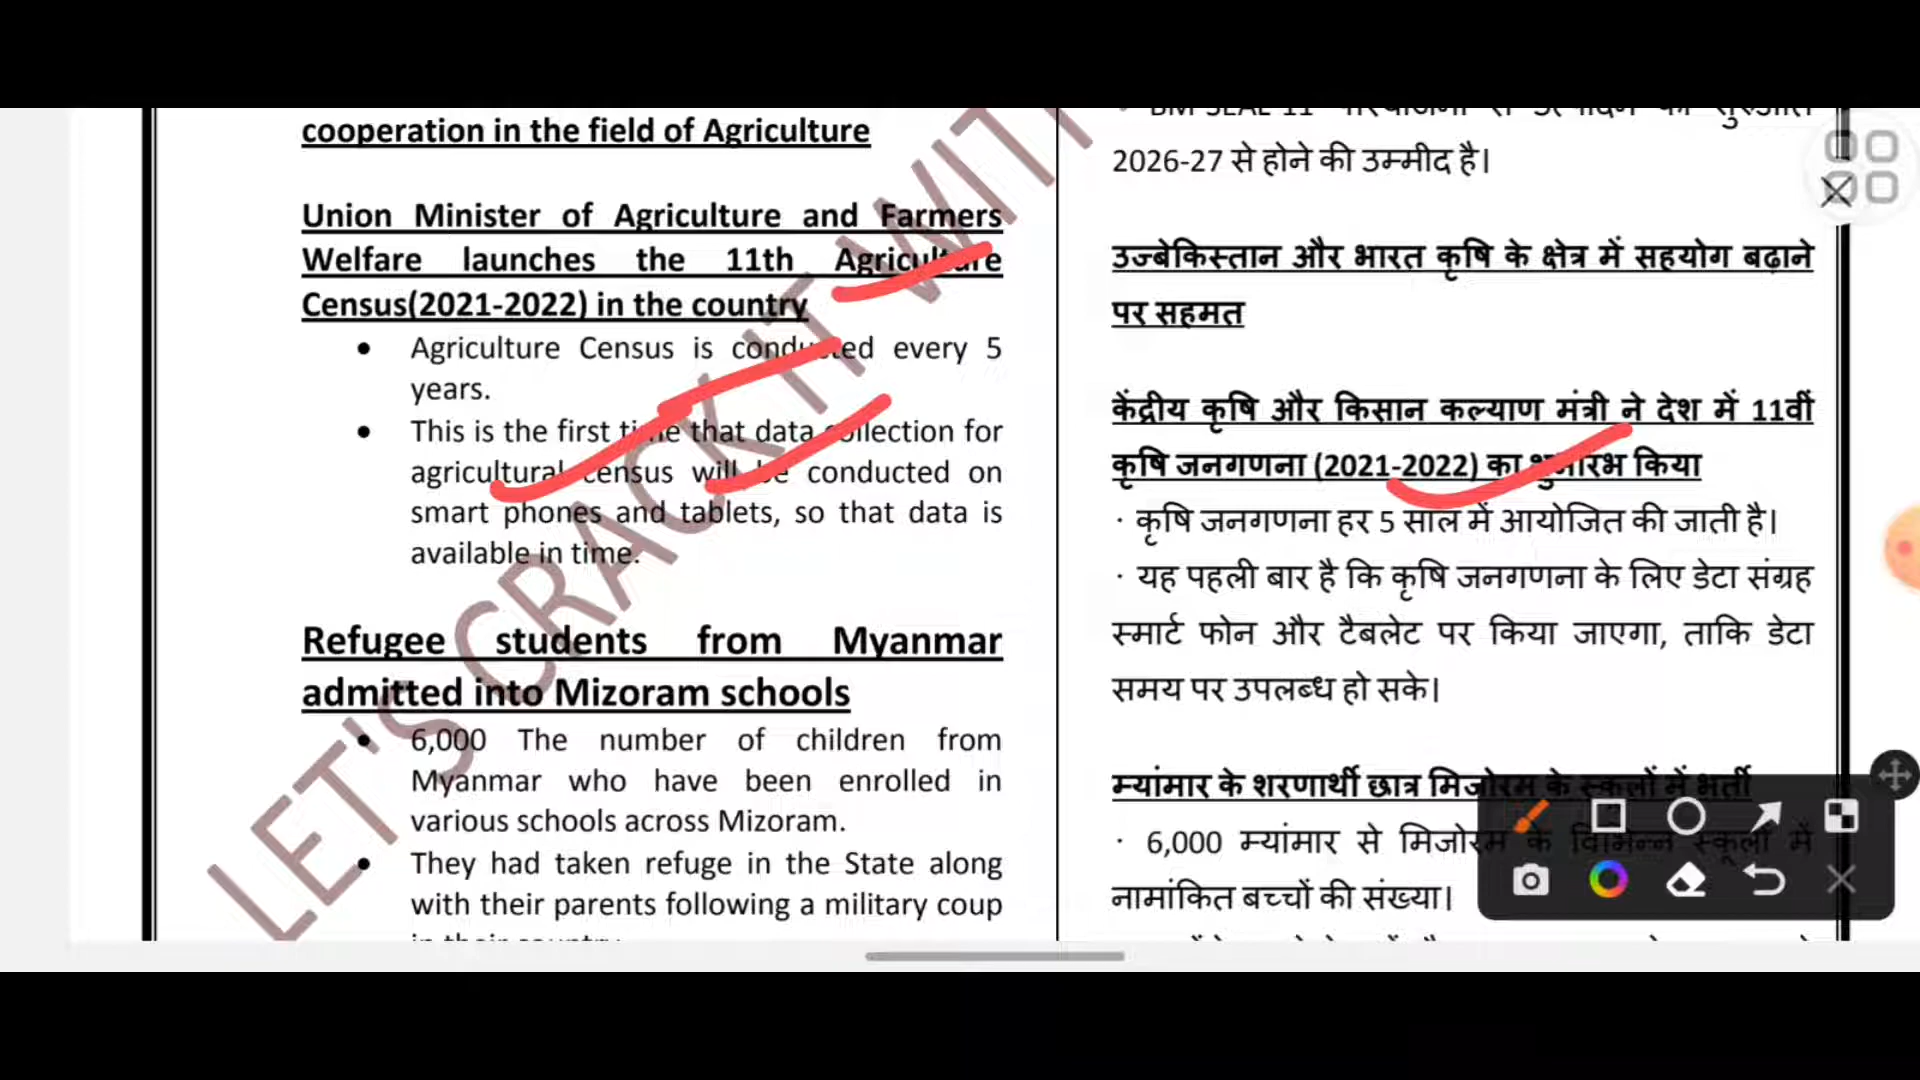 cooperation in the field of Agriculture
Union Minister of Agriculture and Farmers
Welfare launches the 11th Agriculture
Census(2021-2022) in the country
• Agriculture Census is conducted every 5
years.
• This is the first time that data collection for
agricultural census will be conducted on
smart phones and tablets, so that data is
available in time.
Refugee students from Myanmar
admitted into Mizoram schools
• 6,000 The number of children from
Myanmar who have been enrolled in
various schools across Mizoram.
• They had taken refuge in the State along
with their parents following a military coup
in their country.
LET'S CRACK IT WITH
2026-27 से होने की उम्मीद है।
उज्बेकिस्तान और भारत कृषि के क्षेत्र में सहयोग बढ़ाने
पर सहमत
केंद्रीय कृषि और किसान कल्याण मंत्री ने देश में 11वीं
कृषि जनगणना (2021-2022) का शुभारंभ किया
· कृषि जनगणना हर 5 साल में आयोजित की जाती है।
· यह पहली बार है कि कृषि जनगणना के लिए डेटा संग्रह
स्मार्ट फोन और टैबलेट पर किया जाएगा, ताकि डेटा
समय पर उपलब्ध हो सके।
म्यांमार के शरणार्थी छात्र मिजोरम के स्कूलों में भर्ती
· 6,000 म्यांमार से मिजोरम के विभिन्न स्कूलों में
नामांकित बच्चों की संख्या।